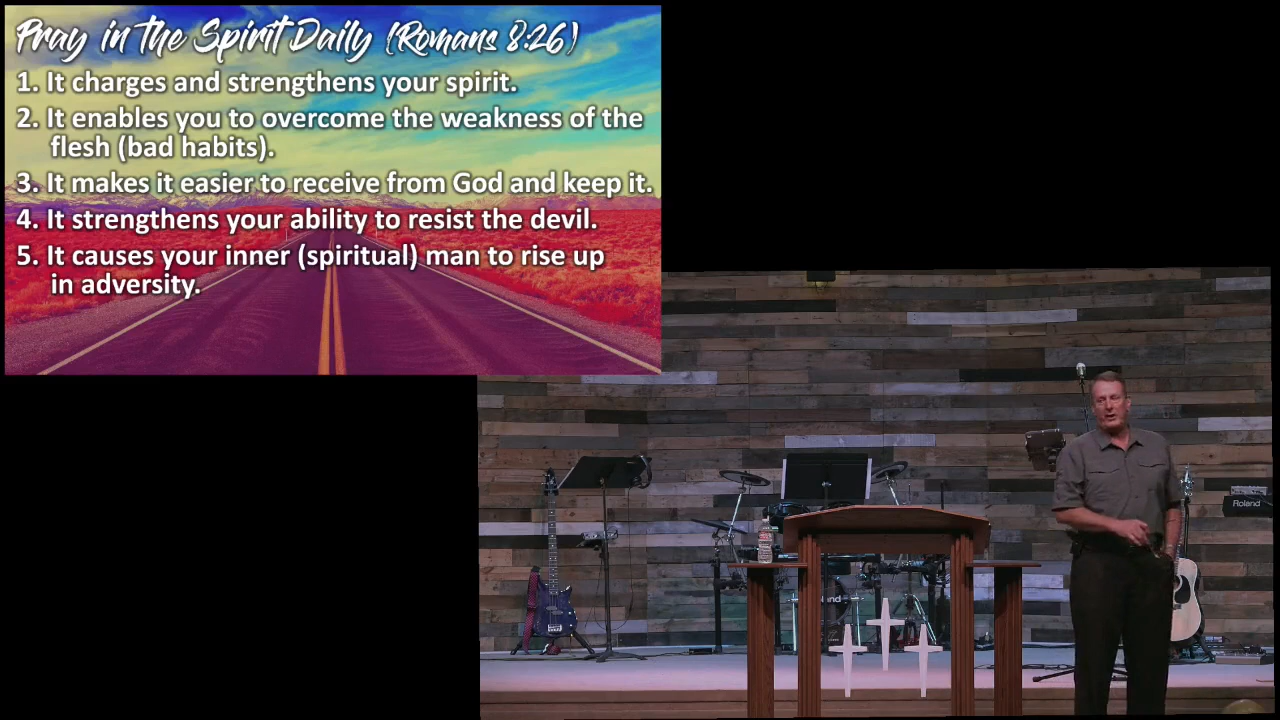 Pray in the Spirit Daily (Romans 8:26)
1. It charges and strengthens your spirit.
2. It enables you to overcome the weakness of the
flesh (bad habits).
3. It makes it easier to receive from God and keep it.
4. It strengthens your ability to resist the devil.
5. It causes your inner (spiritual) man to rise up
in adversity.
Roland